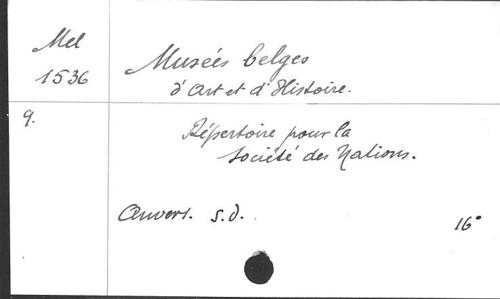 Mel
1536
Musées belges
d'Art et d'Histoire.
9.
Répertoire pour la
Société des Nations.
Anvers. s.d.
16°